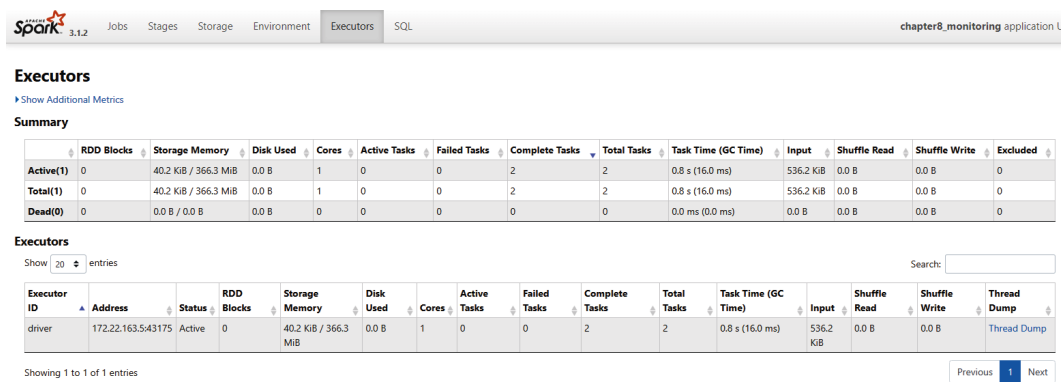 APACHE
Spark 3.1.2 Jobs Stages Storage Environment Executors SQL chapter8_monitoring application
Executors
Show Additional Metrics
Summary
RDD Blocks Storage Memory Disk Used Cores Active Tasks Failed Tasks Complete Tasks Total Tasks Task Time (GC Time) Input Shuffle Read Shuffle Write Excluded
Active(1) 0 40.2 KiB / 366.3 MiB 0.0 B 1 0 0 2 2 0.8 s (16.0 ms) 536.2 KiB 0.0 B 0.0 B 0
Total(1) 0 40.2 KiB / 366.3 MiB 0.0 B 1 0 0 2 2 0.8 s (16.0 ms) 536.2 KiB 0.0 B 0.0 B 0
Dead(0) 0 0.0 B / 0.0 B 0.0 B 0 0 0 0 0 0.0 ms (0.0 ms) 0.0 B 0.0 B 0.0 B 0
Executors
Show 20 entries Search:
Executor RDD Storage Disk Active Failed Complete Total Task Time (GC Shuffle Shuffle Thread
ID Address Status Blocks Memory Used Cores Tasks Tasks Tasks Tasks Time) Input Read Write Dump
driver 172.22.163.5:43175 Active 0 40.2 KiB / 366.3 0.0 B 1 0 0 2 2 0.8 s (16.0 ms) 536.2 0.0 B 0.0 B Thread Dump
MiB KiB
Showing 1 to 1 of 1 entries Previous 1 Next